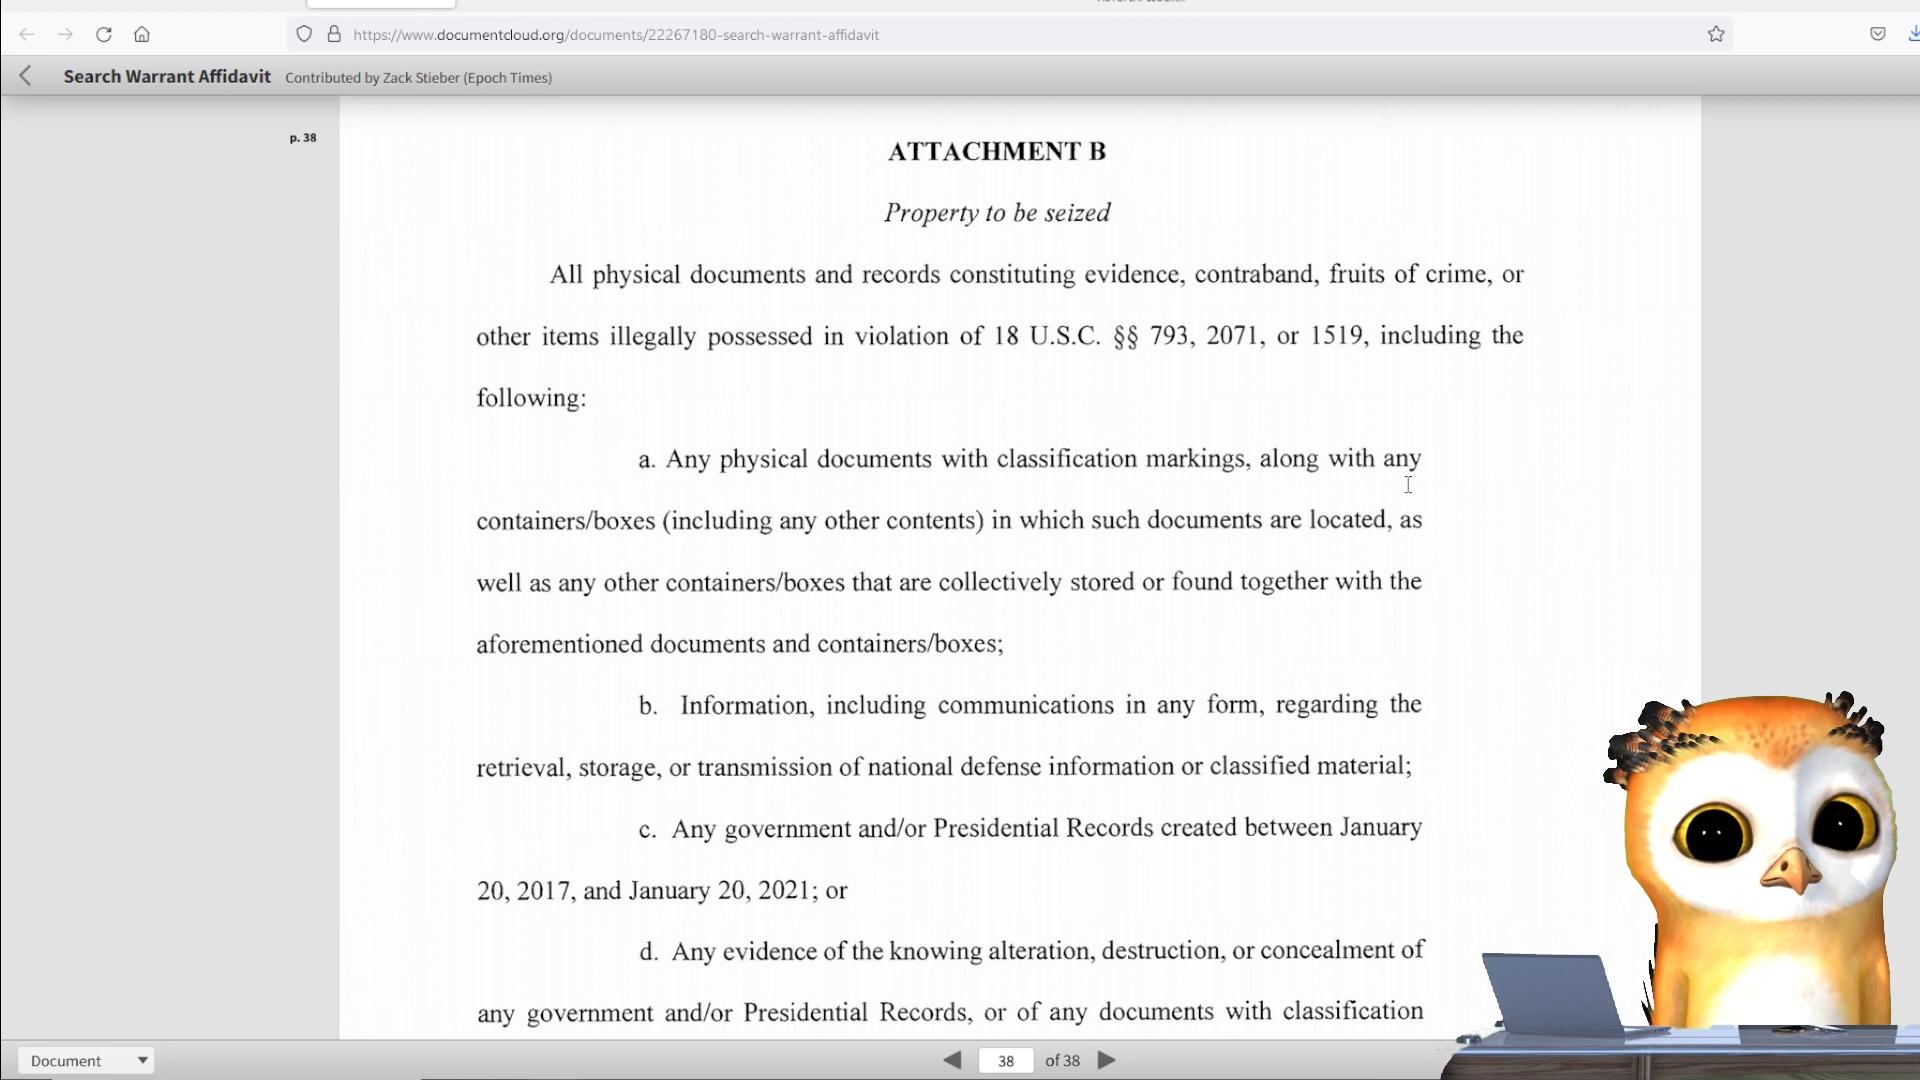 https://www.documentcloud.org/documents/22267180-search-warrant-affidavit
Search Warrant Affidavit Contributed by Zack Stieber (Epoch Times)
p. 38
ATTACHMENT B
Property to be seized
All physical documents and records constituting evidence, contraband, fruits of crime, or
other items illegally possessed in violation of 18 U.S.C. §§ 793, 2071, or 1519, including the
following:
a. Any physical documents with classification markings, along with any
containers/boxes (including any other contents) in which such documents are located, as
well as any other containers/boxes that are collectively stored or found together with the
aforementioned documents and containers/boxes;
b. Information, including communications in any form, regarding the
retrieval, storage, or transmission of national defense information or classified material;
c. Any government and/or Presidential Records created between January
20, 2017, and January 20, 2021; or
d. Any evidence of the knowing alteration, destruction, or concealment of
any government and/or Presidential Records, or of any documents with classification
Document 38 of 38